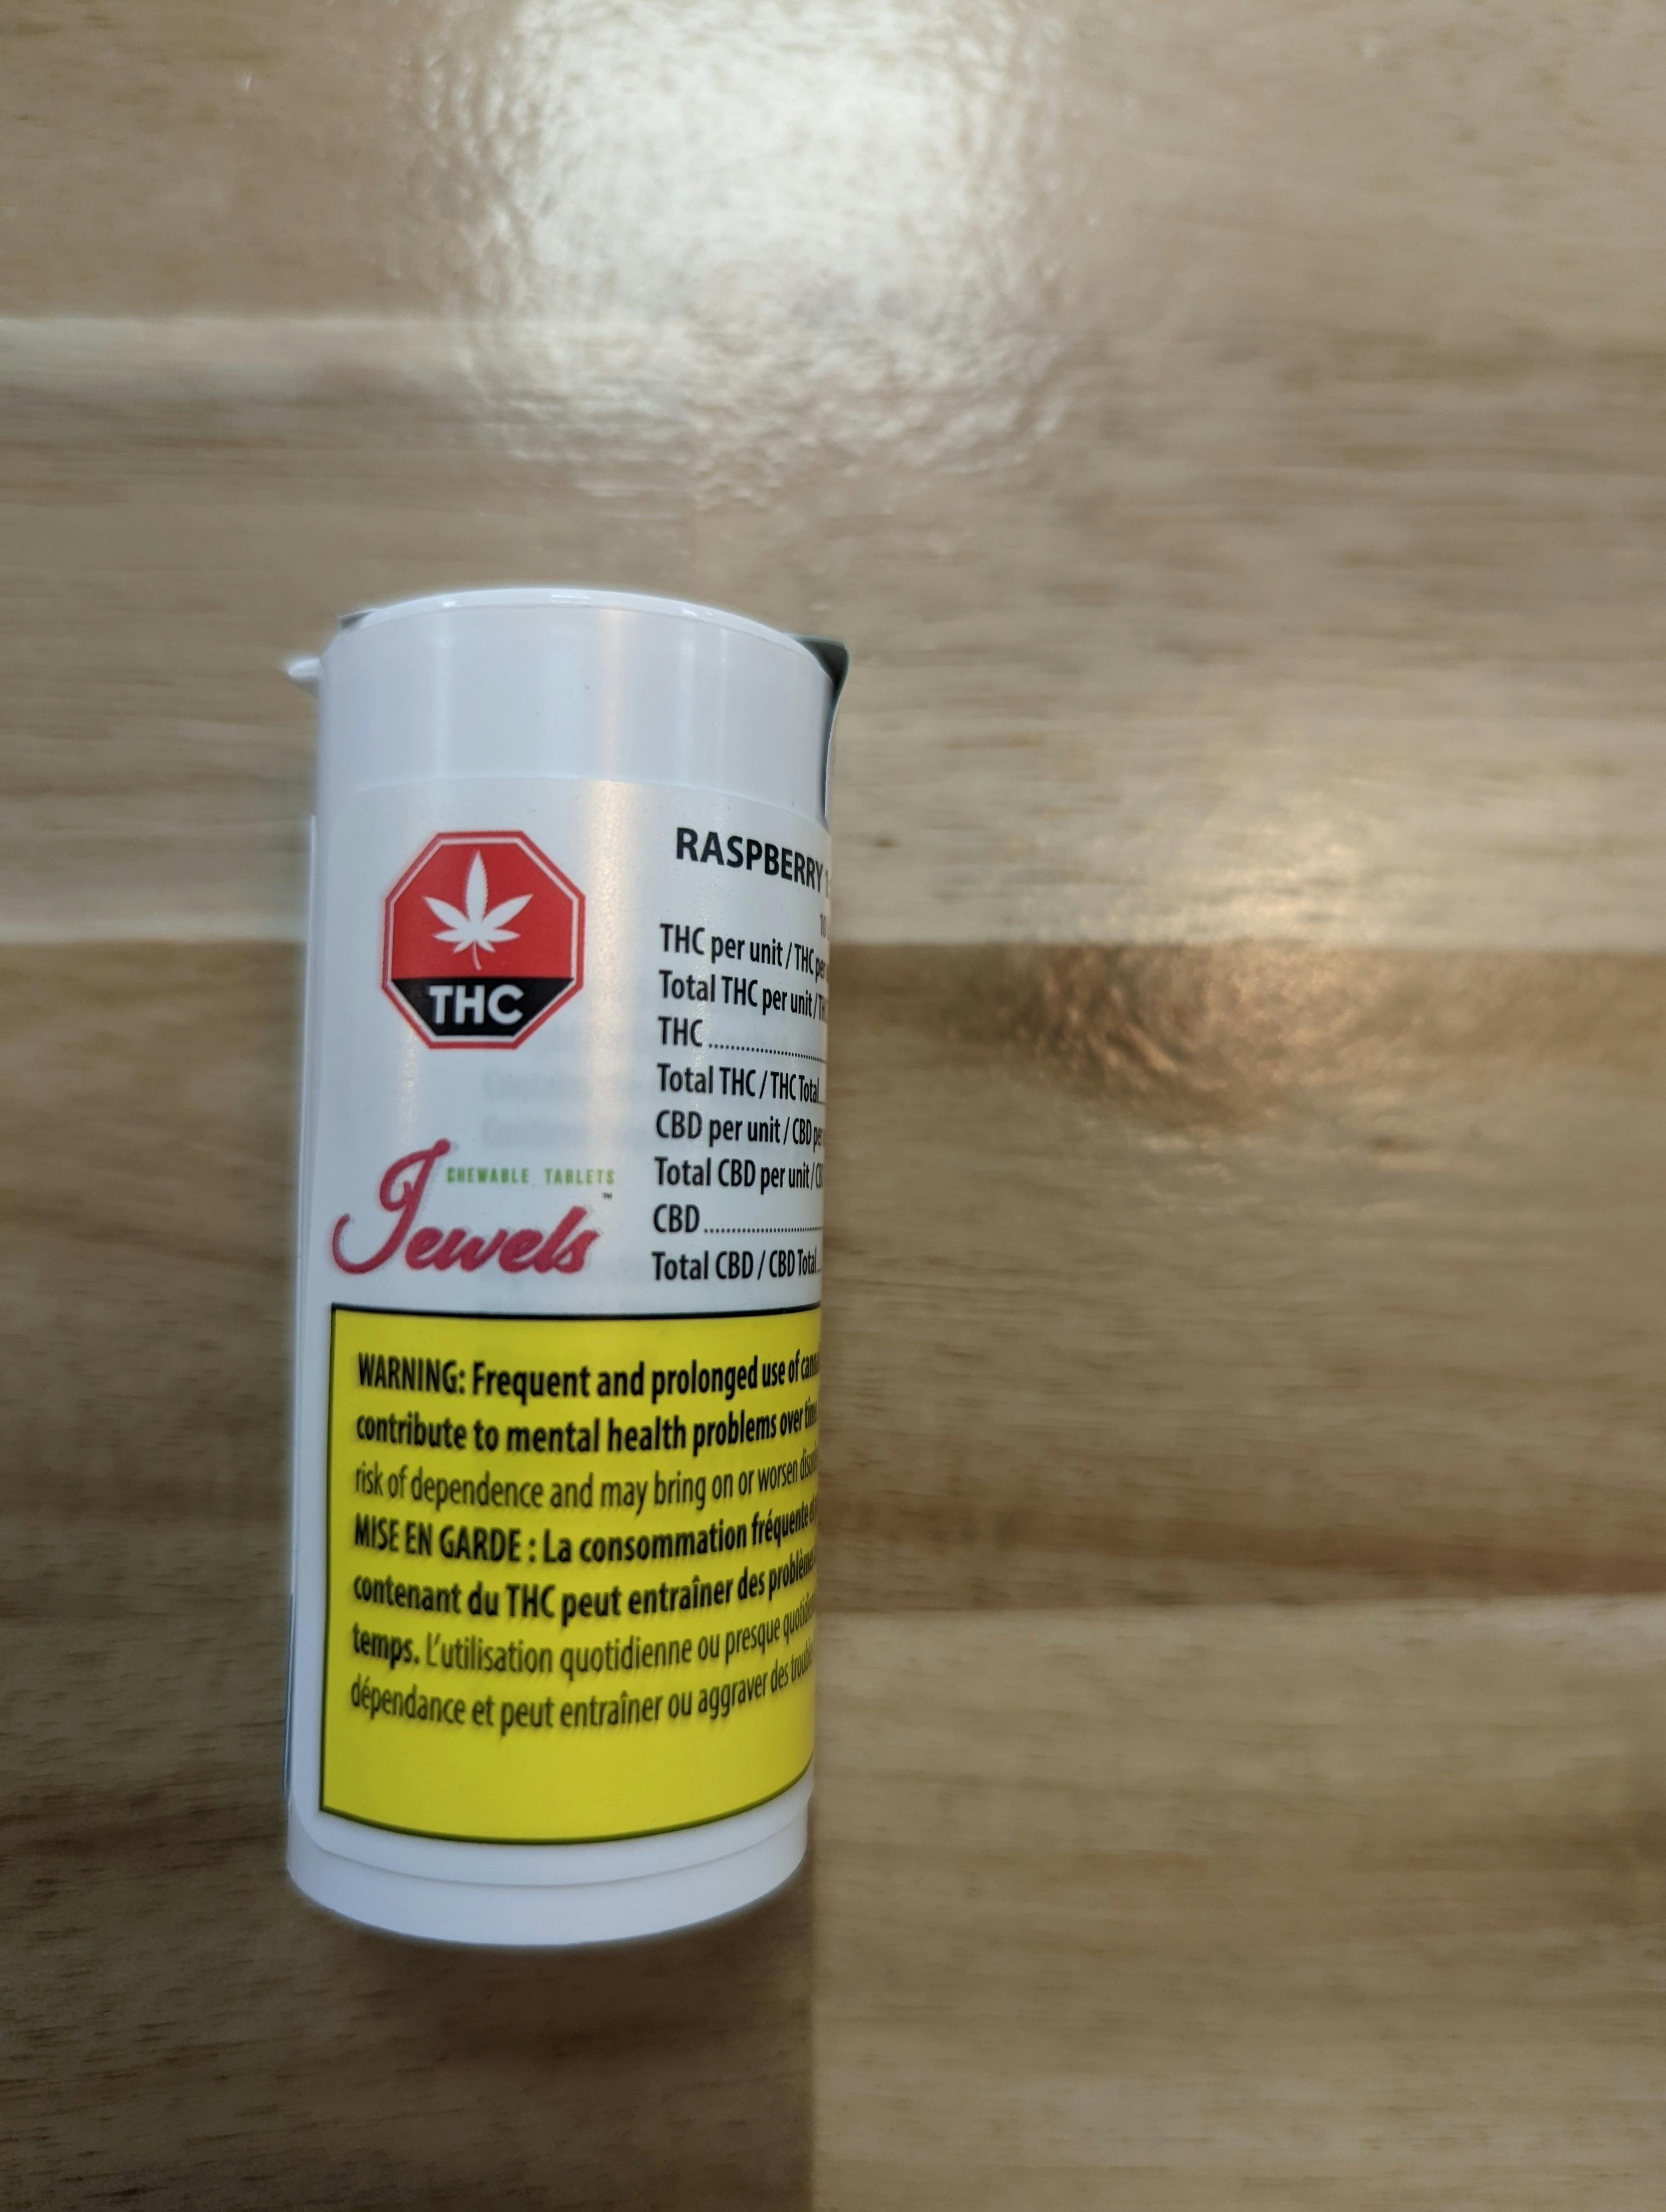 THC
CHEWABLE TABLETS
Jewels
™
RASPBERRY
THC per unit / THC
Total THC per unit /
THC
Total THC / THC Total
CBD per unit / CBD
Total CBD per unit /
CBD
Total CBD / CBD Total
WARNING: Frequent and prolonged use of
contribute to mental health problems over
risk of dependence and may bring on or worsen
MISE EN GARDE : La consommation fréquente
contenant du THC peut entraîner des
temps. L'utilisation quotidienne ou presque
dépendance et peut entraîner ou aggraver des